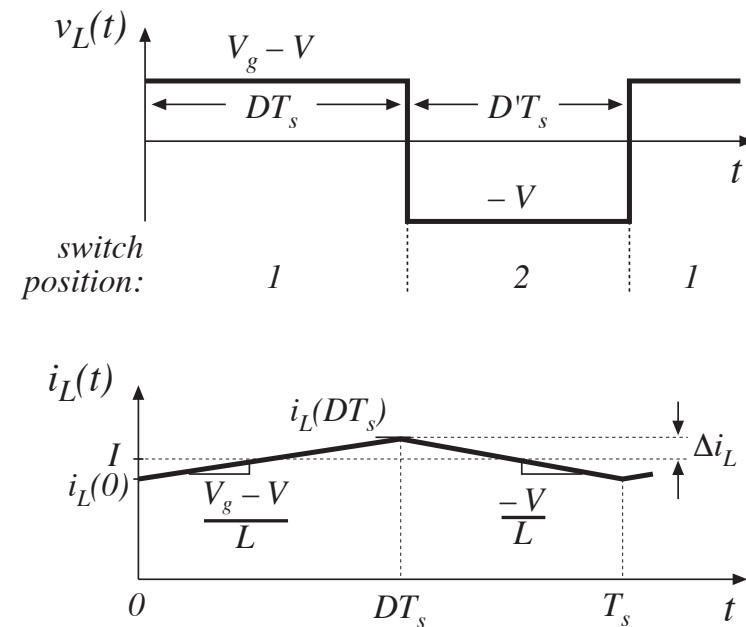 v_L(t)
V_g – V
DT_s
D'T_s
t
– V
switch
position:
1
2
1
i_L(t)
i_L(DT_s)
I
Δi_L
i_L(0)
V_g – V
L
– V
L
0
DT_s
T_s
t